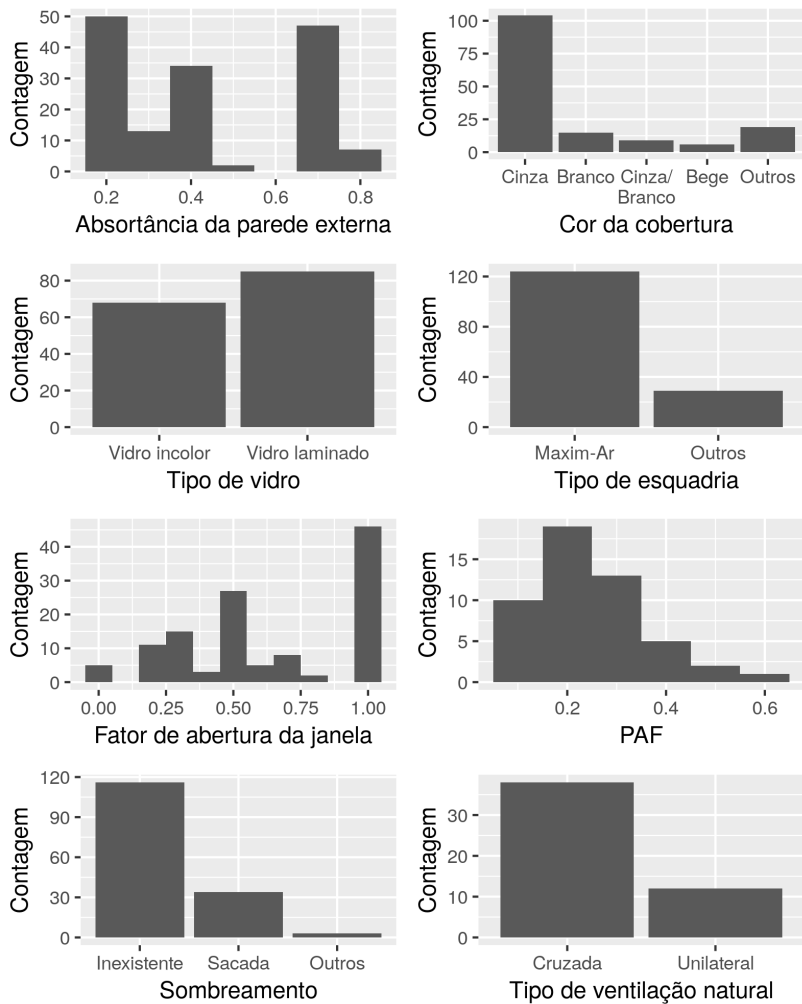 Contagem
50
40
30
20
10
0
0.2 0.4 0.6 0.8
Absortância da parede externa
Contagem
100
75
50
25
0
Cinza Branco Cinza/ Bege Outros
Branco
Cor da cobertura
Contagem
80
60
40
20
0
Vidro incolor Vidro laminado
Tipo de vidro
Contagem
120
80
40
0
Maxim-Ar Outros
Tipo de esquadria
Contagem
40
30
20
10
0
0.00 0.25 0.50 0.75 1.00
Fator de abertura da janela
Contagem
15
10
5
0
0.2 0.4 0.6
PAF
Contagem
120
90
60
30
0
Inexistente Sacada Outros
Sombreamento
Contagem
30
20
10
0
Cruzada Unilateral
Tipo de ventilação natural